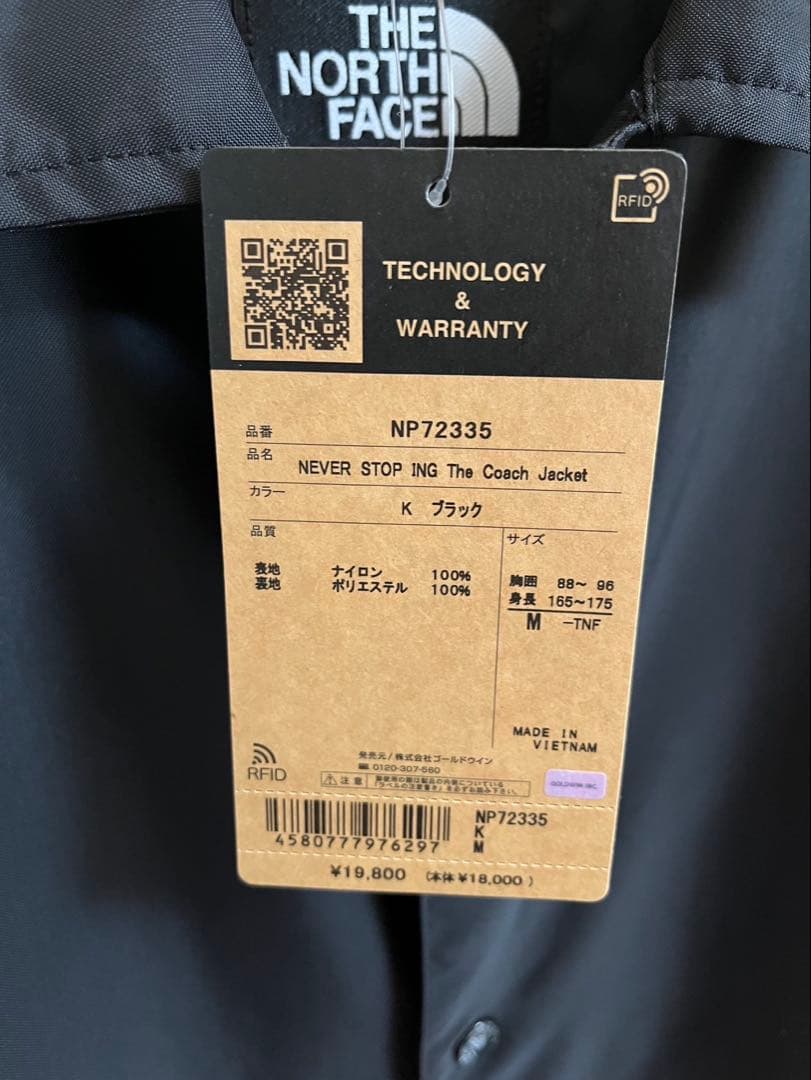 THE
NORTH
FACE
RFID
TECHNOLOGY
&
WARRANTY
品番 NP72335
品名 NEVER STOP ING The Coach Jacket
カラー K ブラック
品質
表地 ナイロン 100%
裏地 ポリエステル 100%
サイズ
胸囲 88〜 96
身長 165〜175
M -TNF
MADE IN
VIETNAM
RFID
発売元/株式会社ゴールドウイン
0120-307-560
注意
GOLDWIN INC.
4580777976297
NP72335
K
M
¥19,800 (本体¥18,000)